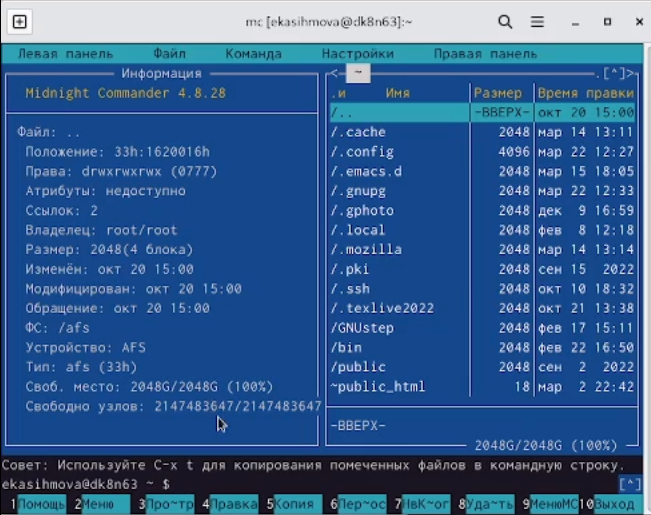 mc [ekasihmova@dk8n63]:~
Левая панель Файл Команда Настройки Правая панель
Информация
Midnight Commander 4.8.28
Файл: ..
Положение: 33h:1620016h
Права: drwxrwxrwx (0777)
Атрибуты: недоступно
Ссылок: 2
Владелец: root/root
Размер: 2048(4 блока)
Изменён: окт 20 15:00
Модифицирован: окт 20 15:00
Обращение: окт 20 15:00
ФС: /afs
Устройство: AFS
Тип: afs (33h)
Своб. место: 2048G/2048G (100%)
Свободно узлов: 2147483647/2147483647
<- ~ .[^]>
.и Имя Размер Время правки
/.. -ВВЕРХ- окт 20 15:00
/.cache 2048 мар 14 13:11
/.config 4096 мар 22 12:27
/.emacs.d 2048 мар 15 18:05
/.gnupg 2048 мар 22 12:33
/.gphoto 2048 дек 9 16:59
/.local 2048 фев 8 12:18
/.mozilla 2048 мар 14 13:14
/.pki 2048 сен 15 2022
/.ssh 2048 окт 10 18:32
/.texlive2022 2048 окт 21 13:38
/GNUstep 2048 фев 17 15:11
/bin 2048 фев 22 16:50
/public 2048 сен 2 2022
~public_html 18 мар 2 22:42
-ВВЕРХ-
2048G/2048G (100%)
Совет: Используйте C-x t для копирования помеченных файлов в командную строку.
ekasihmova@dk8n63 ~ $ [^]
1Помощь 2Меню 3Про~тр 4Правка 5Копия 6Пер~ос 7НвК~ог 8Уда~ть 9МенюMC 10Выход